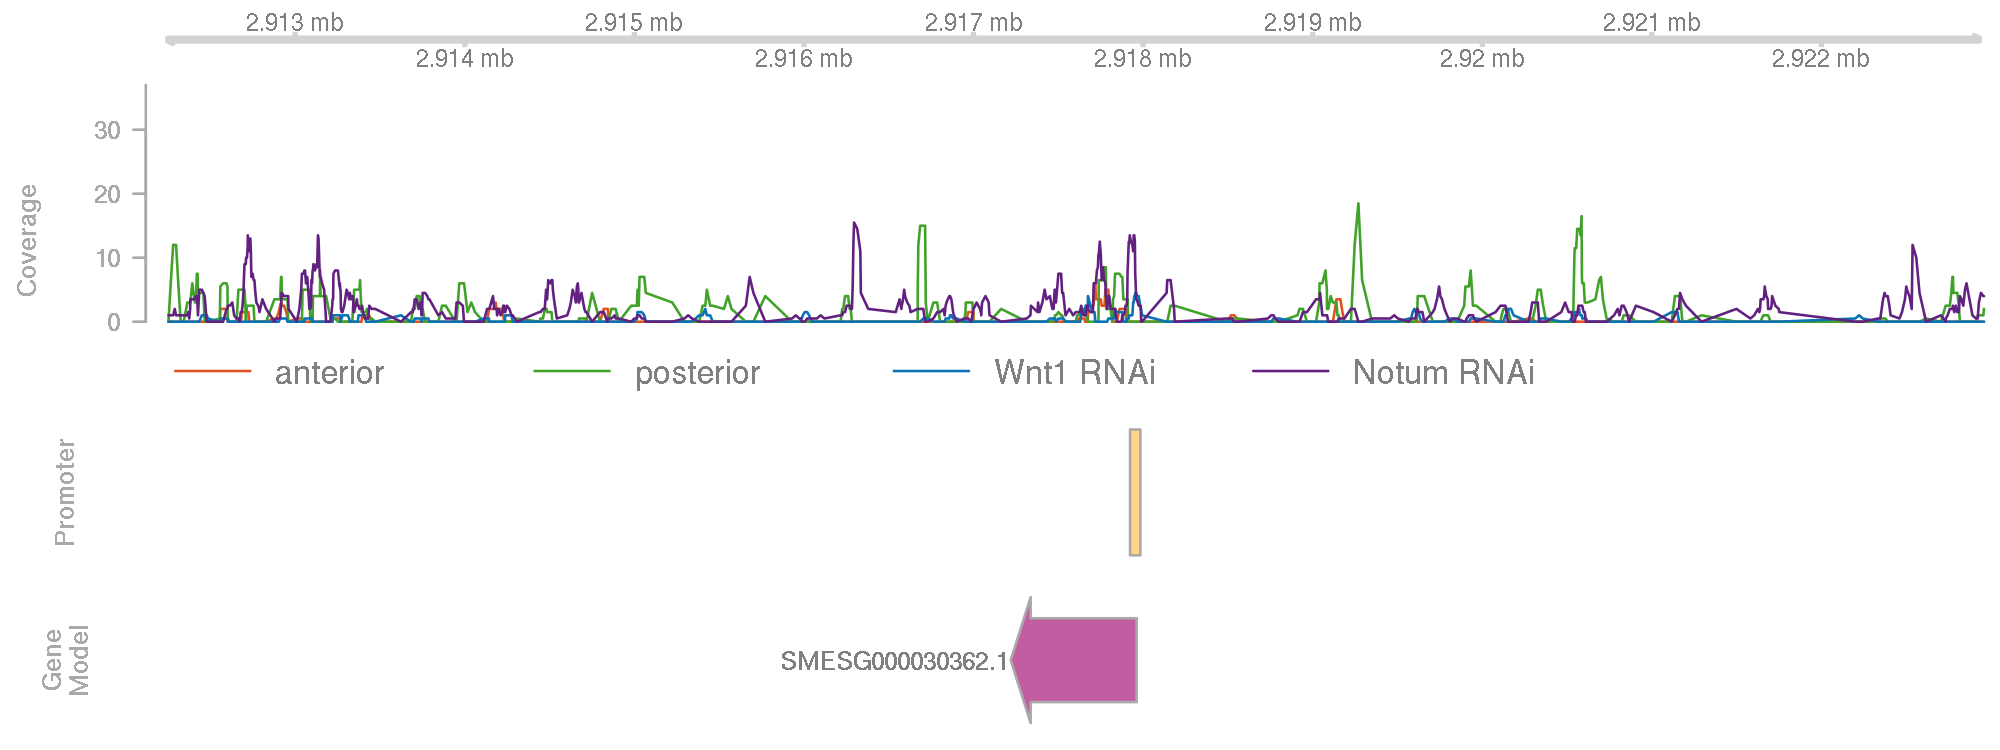 2.913 mb 2.915 mb 2.917 mb 2.919 mb 2.921 mb
2.914 mb 2.916 mb 2.918 mb 2.92 mb 2.922 mb
Coverage
30
20
10
0
anterior posterior Wnt1 RNAi Notum RNAi
Promoter
Gene
Model
SMESG000030362.1